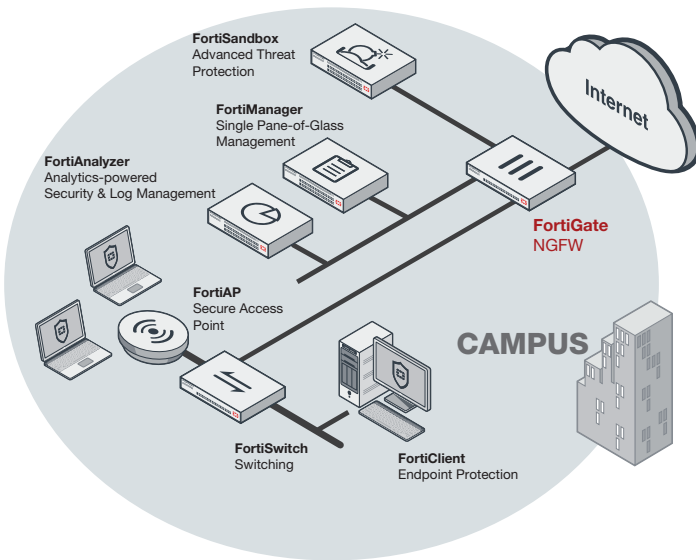 FortiSandbox
Advanced Threat
Protection
FortiManager
Single Pane-of-Glass
Management
FortiAnalyzer
Analytics-powered
Security & Log Management
Internet
FortiGate
NGFW
FortiAP
Secure Access
Point
CAMPUS
FortiSwitch
Switching
FortiClient
Endpoint Protection